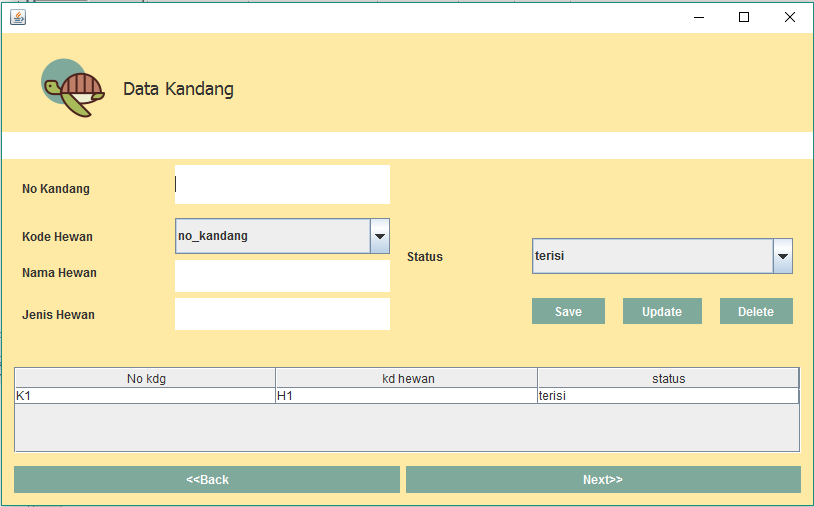 Data Kandang
No Kandang
Kode Hewan no_kandang
Status terisi
Nama Hewan
Jenis Hewan
Save Update Delete
No kdg kd hewan status
K1 H1 terisi
<<Back Next>>